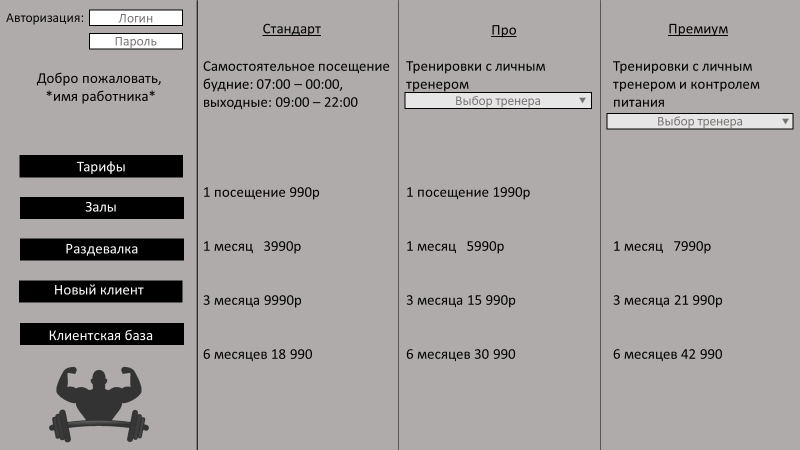 Авторизация:
Логин
Пароль
Добро пожаловать,
*имя работника*
Тарифы
Залы
Раздевалка
Новый клиент
Клиентская база
Стандарт
Самостоятельное посещение
будние: 07:00 – 00:00,
выходные: 09:00 – 22:00
1 посещение 990р
1 месяц   3990р
3 месяца 9990р
6 месяцев 18 990
Про
Тренировки с личным
тренером
Выбор тренера
1 посещение 1990р
1 месяц   5990р
3 месяца 15 990р
6 месяцев 30 990
Премиум
Тренировки с личным
тренером и контролем
питания
Выбор тренера
1 месяц   7990р
3 месяца 21 990р
6 месяцев 42 990